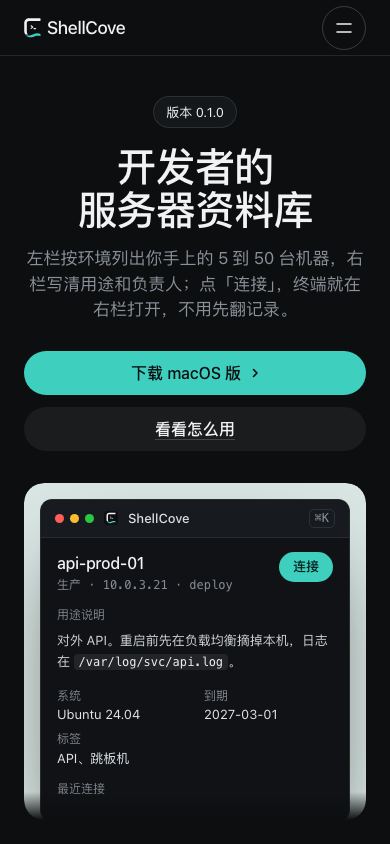 ShellCove
版本 0.1.0
开发者的
服务器资料库
左栏按环境列出你手上的 5 到 50 台机器，右
栏写清用途和负责人；点「连接」，终端就在
右栏打开，不用先翻记录。
下载 macOS 版
看看怎么用
ShellCove
⌘K
api-prod-01
连接
生产 · 10.0.3.21 · deploy
用途说明
对外 API。重启前先在负载均衡摘掉本机，日志
在 /var/log/svc/api.log 。
系统
到期
Ubuntu 24.04
2027-03-01
标签
API、跳板机
最近连接